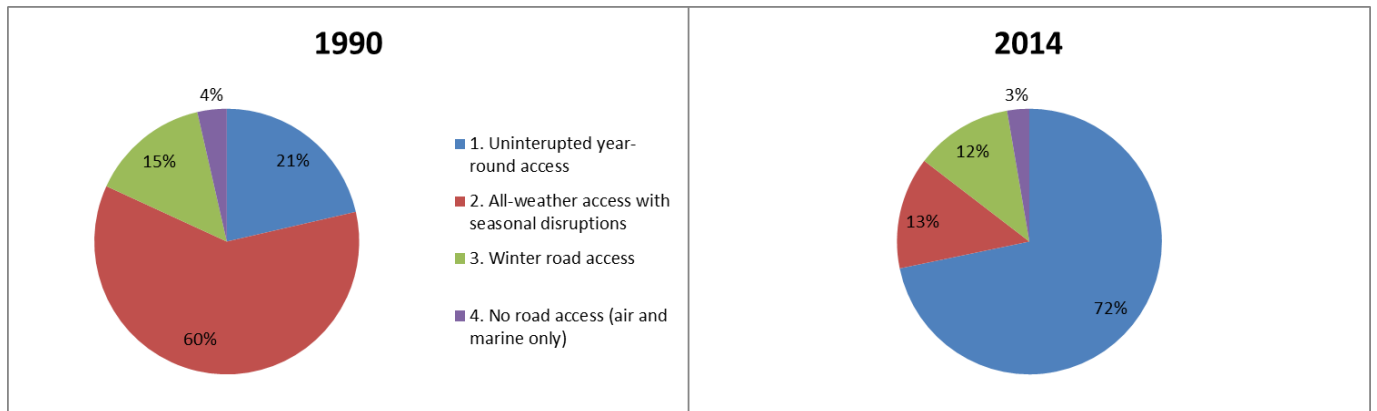 1990
4%
21%
15%
60%
1. Uninterupted year-
round access
2. All-weather access with
seasonal disruptions
3. Winter road access
4. No road access (air and
marine only)
2014
3%
12%
13%
72%